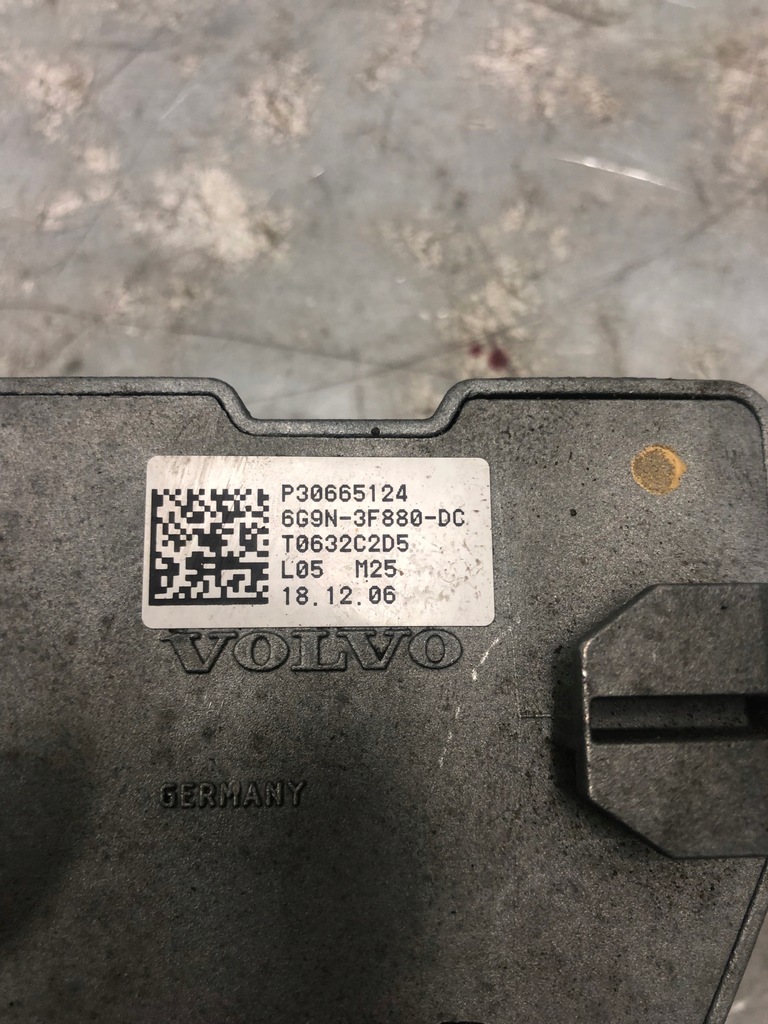 P30665124
6G9N-3F880-DC
T0632C2D5
L05 M25
18.12.06
VOLVO
GERMANY